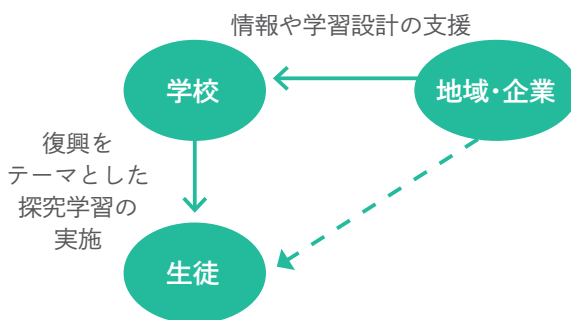 情報や学習設計の支援
学校
地域・企業
復興を
テーマとした
探究学習の
実施
生徒